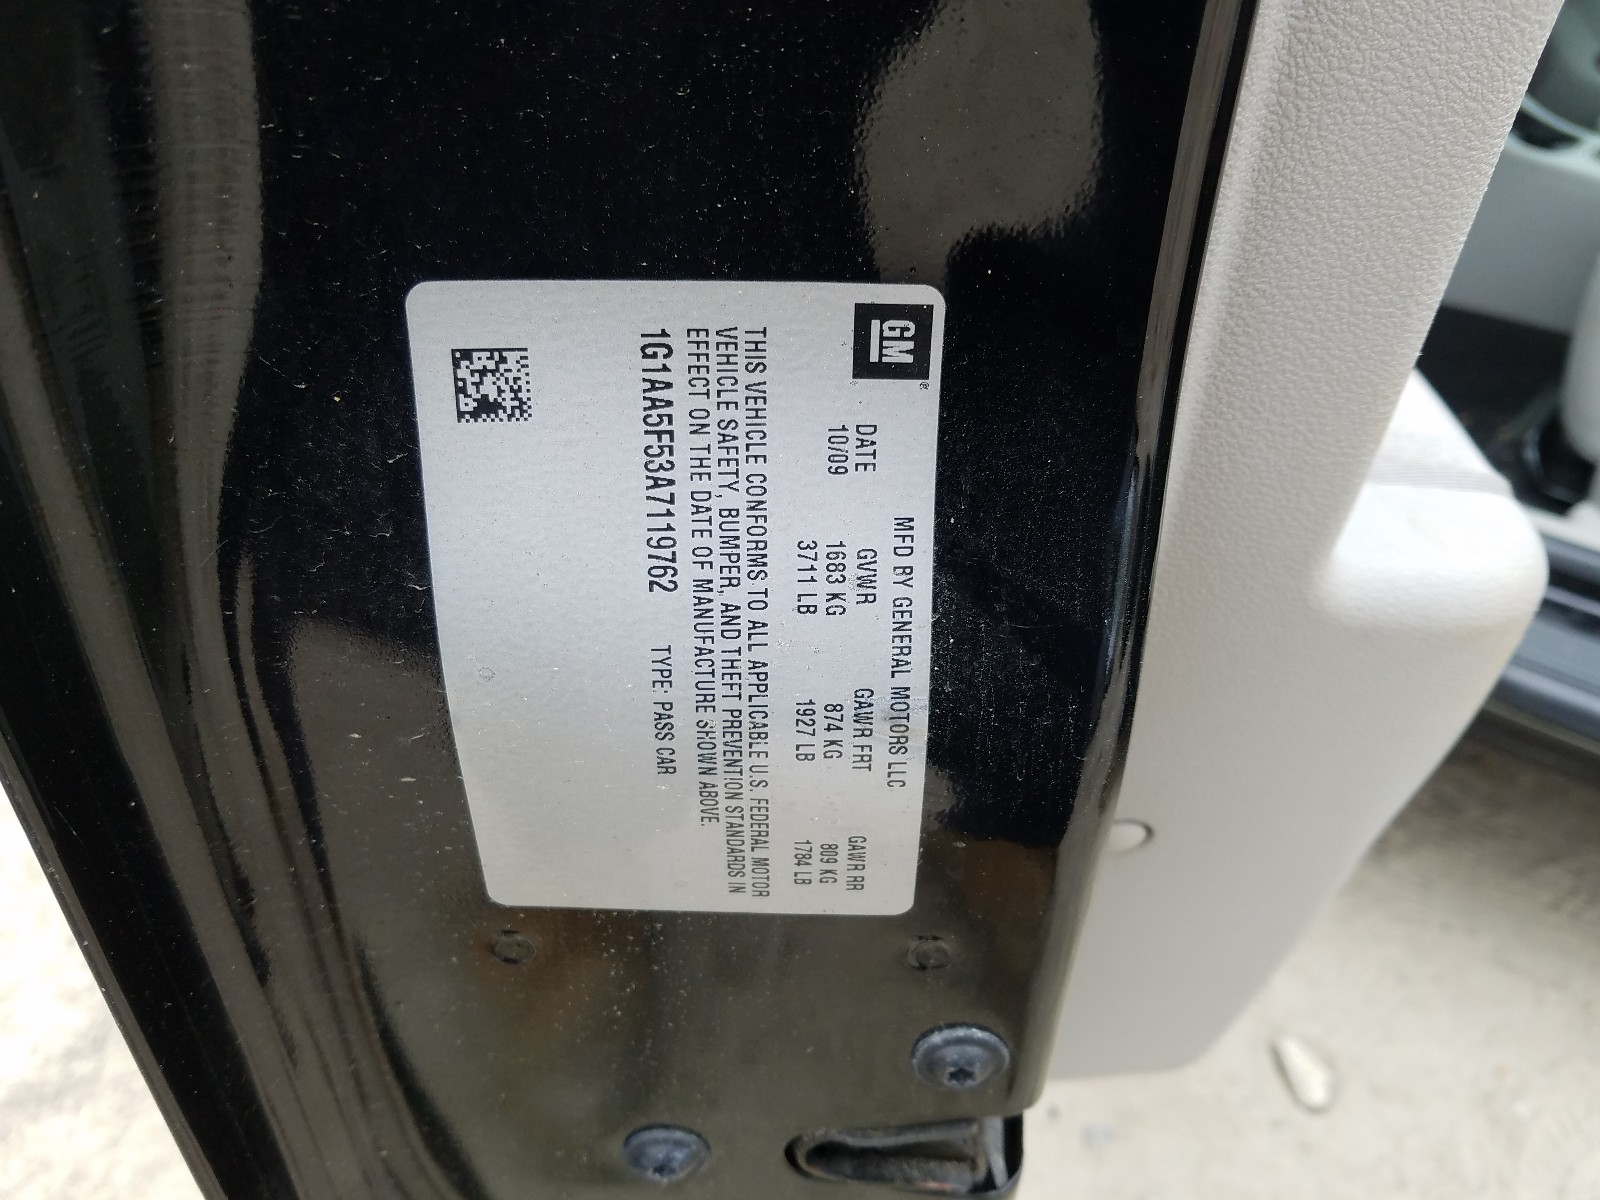 GM
MFD BY GENERAL MOTORS LLC
DATE GVWR GAWR FRT GAWR RR
10/09 1683 KG 874 KG 809 KG
3711 LB 1927 LB 1784 LB
THIS VEHICLE CONFORMS TO ALL APPLICABLE U.S. FEDERAL MOTOR
VEHICLE SAFETY, BUMPER, AND THEFT PREVENTION STANDARDS IN
EFFECT ON THE DATE OF MANUFACTURE SHOWN ABOVE.
1G1AA5F53A7119762 TYPE: PASS CAR